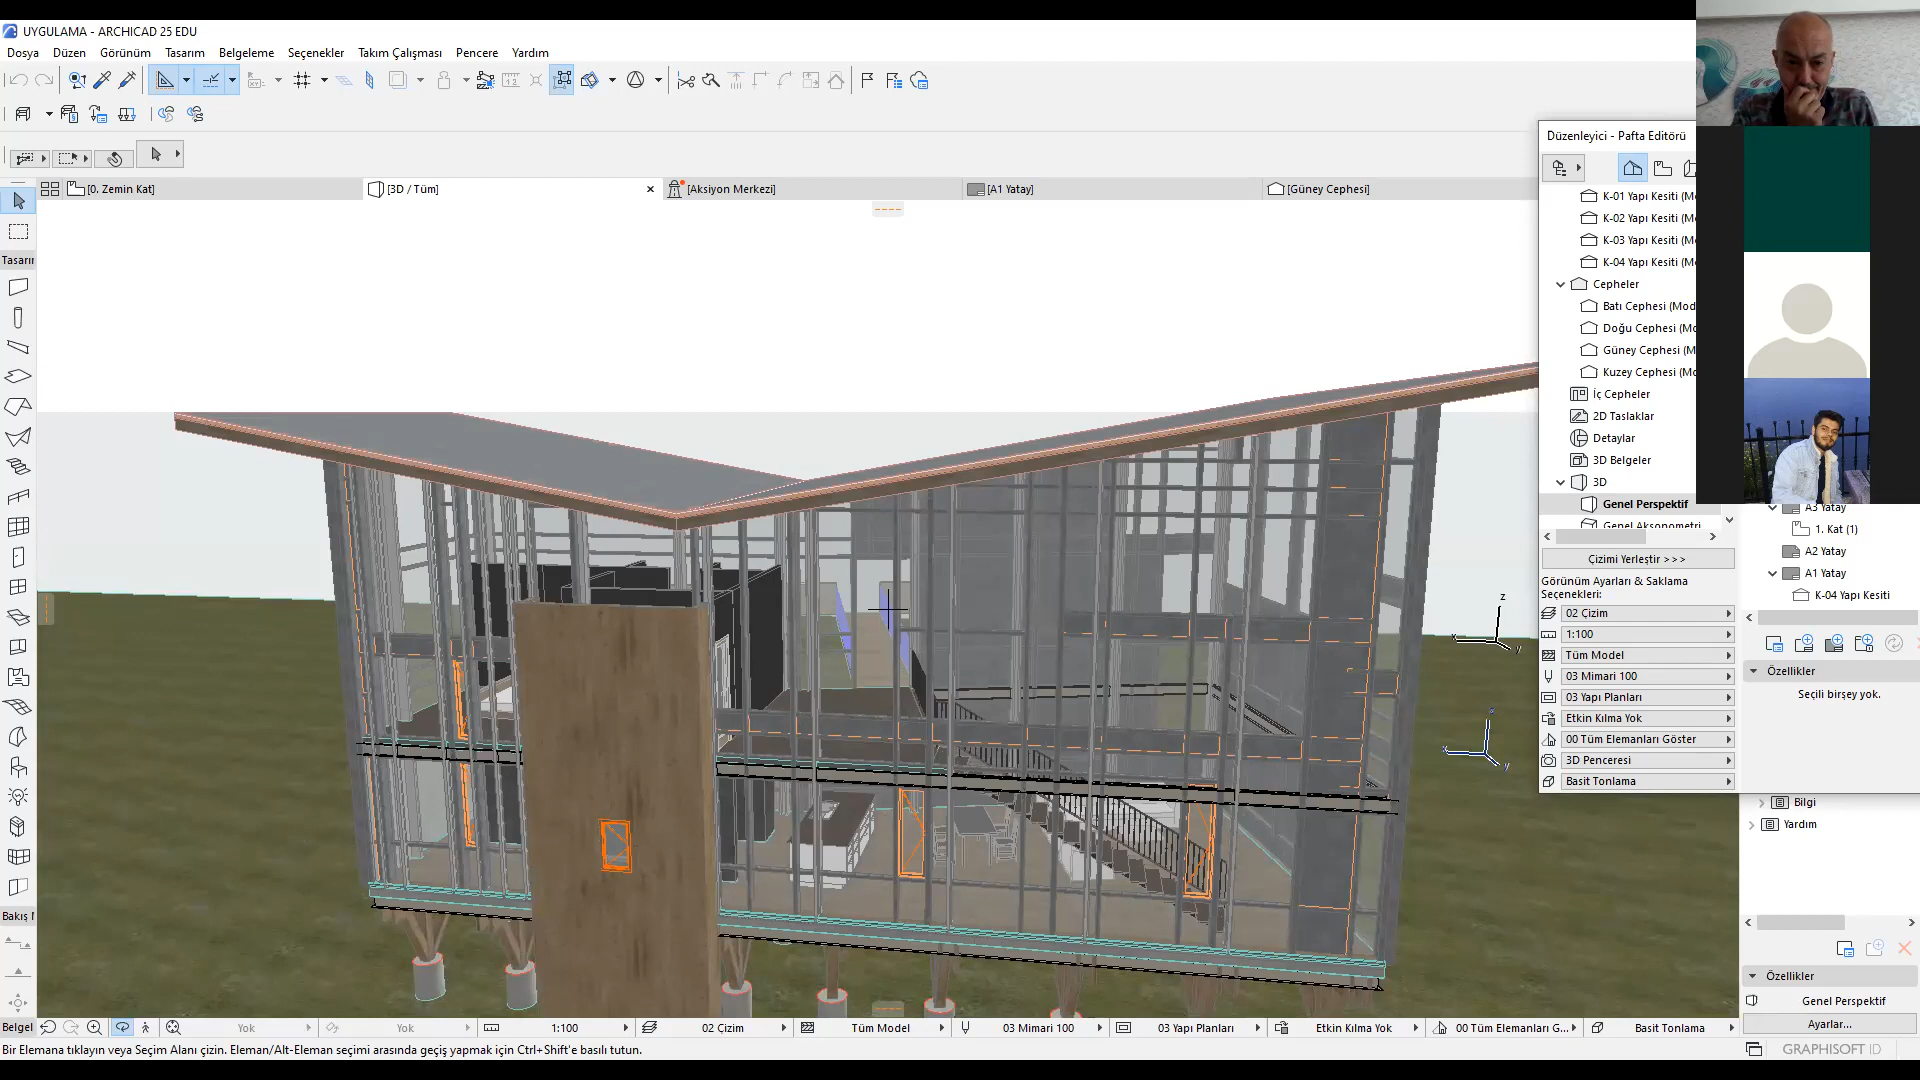 UYGULAMA - ARCHICAD 25 EDU
Dosya Düzen Görünüm Tasarım Belgeleme Seçenekler Takım Çalışması Pencere Yardım
[0. Zemin Kat] [3D / Tüm] [Aksiyon Merkezi] [A1 Yatay] [Güney Cephesi]
Tasarır
Bakış
Belgel
Düzenleyici - Pafta Editörü
K-01 Yapı Kesiti (M
K-02 Yapı Kesiti (M
K-03 Yapı Kesiti (M
K-04 Yapı Kesiti (M
Cepheler
Batı Cephesi (Mod
Doğu Cephesi (Mo
Güney Cephesi (M
Kuzey Cephesi (Mo
İç Cepheler
2D Taslaklar
Detaylar
3D Belgeler
3D
Genel Perspektif
Genel Aksonometri
Çizimi Yerleştir >>>
Görünüm Ayarları & Saklama
Seçenekleri:
02 Çizim
1:100
Tüm Model
03 Mimari 100
03 Yapı Planları
Etkin Kılma Yok
00 Tüm Elemanları Göster
3D Penceresi
Basit Tonlama
A3 Yatay
1. Kat (1)
A2 Yatay
A1 Yatay
K-04 Yapı Kesiti
Özellikler
Seçili birşey yok.
Bilgi
Yardım
Özellikler
Genel Perspektif
Ayarlar...
z
x
y
z
x
y
Yok Yok 1:100 02 Çizim Tüm Model 03 Mimari 100 03 Yapı Planları Etkin Kılma Yok 00 Tüm Elemanları G... Basit Tonlama
Bir Elemana tıklayın veya Seçim Alanı çizin. Eleman/Alt-Eleman seçimi arasında geçiş yapmak için Ctrl+Shift'e basılı tutun.
GRAPHISOFT ID